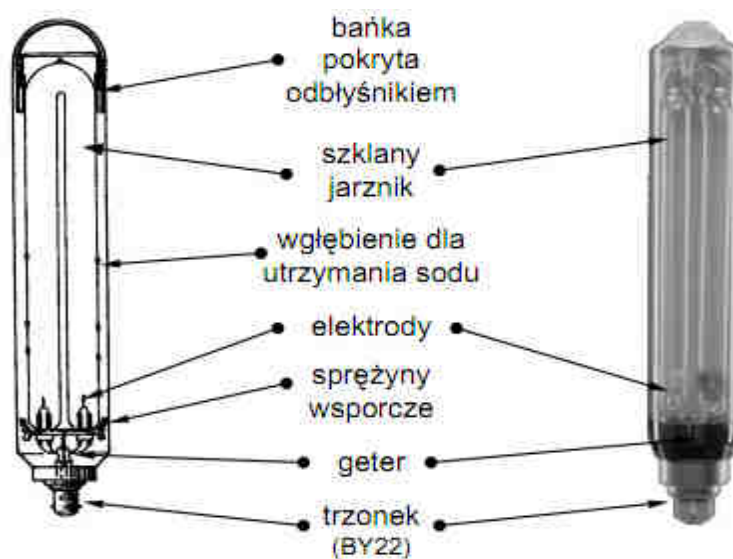 bańka
pokryta
odbłyśnikiem
szklany
jarznik
wgłębienie dla
utrzymania sodu
elektrody
sprężyny
wsporcze
geter
trzonek
(BY22)